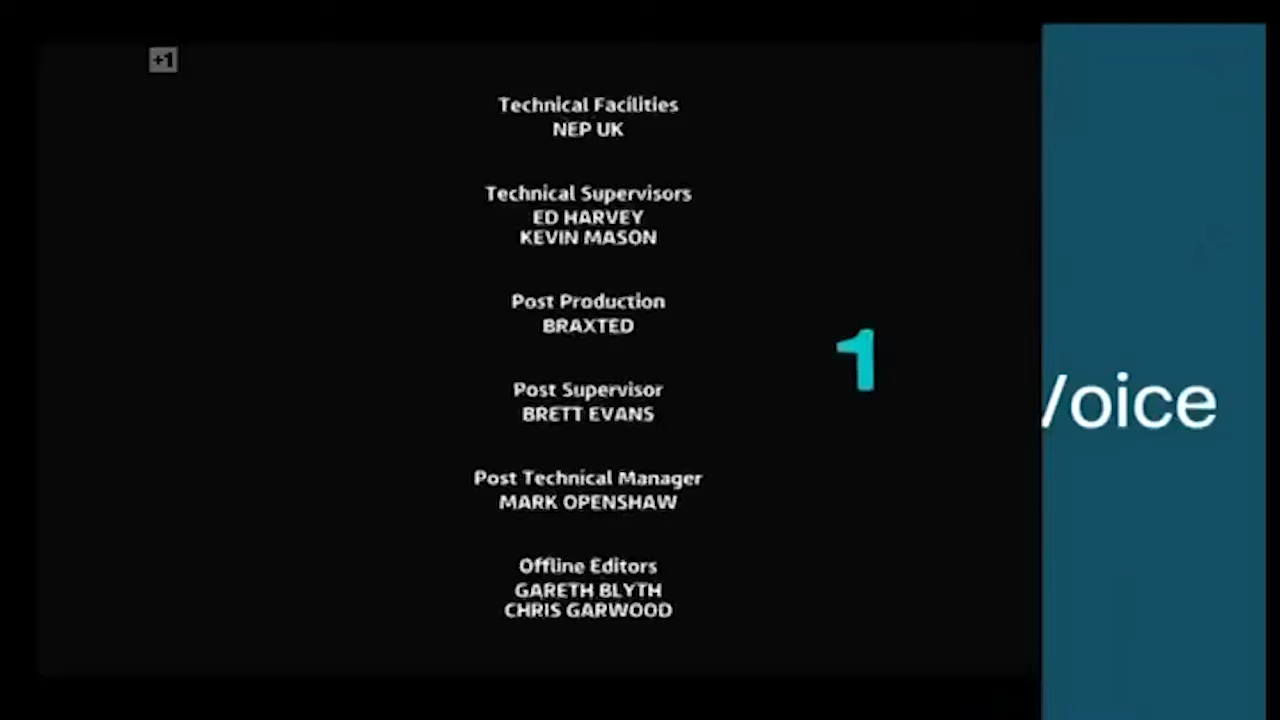 +1
Technical Facilities
NEP UK
Technical Supervisors
ED HARVEY
KEVIN MASON
Post Production
BRAXTED
1
Post Supervisor
BRETT EVANS
Voice
Post Technical Manager
MARK OPENSHAW
Offline Editors
GARETH BLYTH
CHRIS GARWOOD